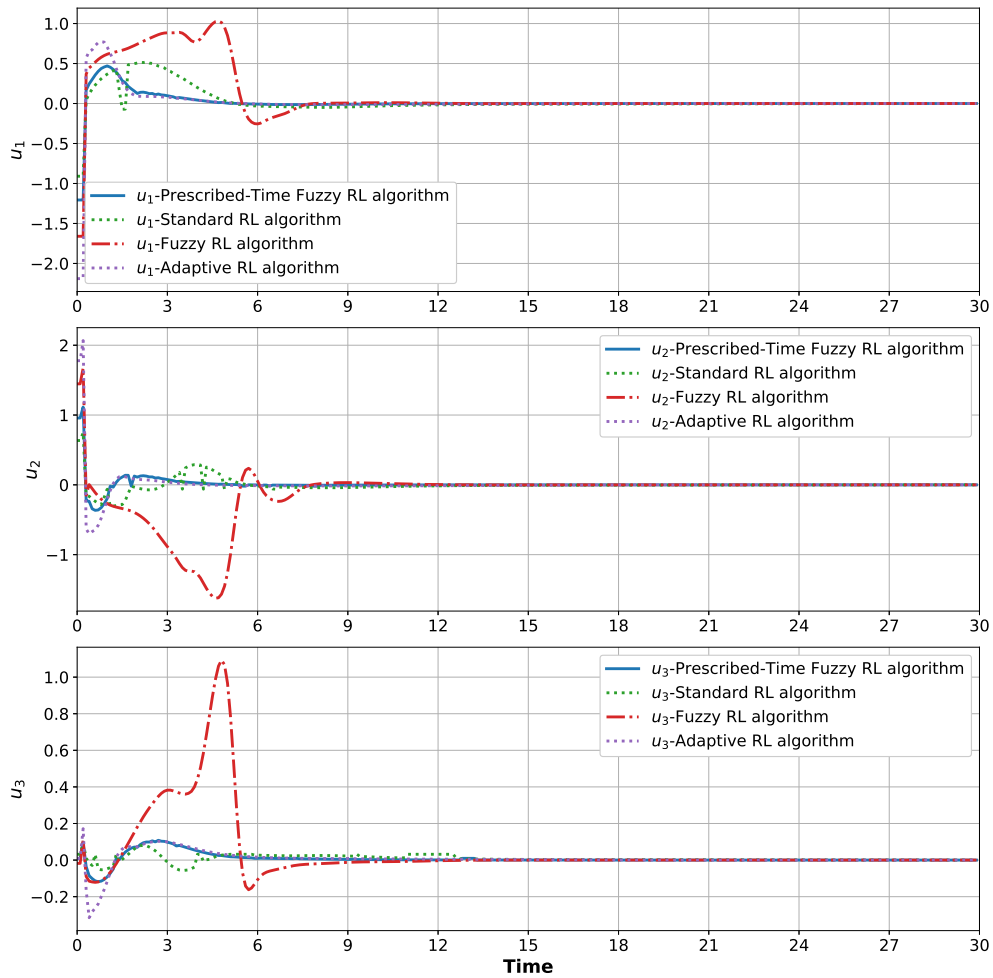 1.0
0.5
0.0
−0.5
−1.0
−1.5
−2.0
u₁
u₁-Prescribed-Time Fuzzy RL algorithm
u₁-Standard RL algorithm
u₁-Fuzzy RL algorithm
u₁-Adaptive RL algorithm
0 3 6 9 12 15 18 21 24 27 30
2
1
0
−1
u₂
u₂-Prescribed-Time Fuzzy RL algorithm
u₂-Standard RL algorithm
u₂-Fuzzy RL algorithm
u₂-Adaptive RL algorithm
0 3 6 9 12 15 18 21 24 27 30
1.0
0.8
0.6
0.4
0.2
0.0
−0.2
u₃
u₃-Prescribed-Time Fuzzy RL algorithm
u₃-Standard RL algorithm
u₃-Fuzzy RL algorithm
u₃-Adaptive RL algorithm
0 3 6 9 12 15 18 21 24 27 30
Time